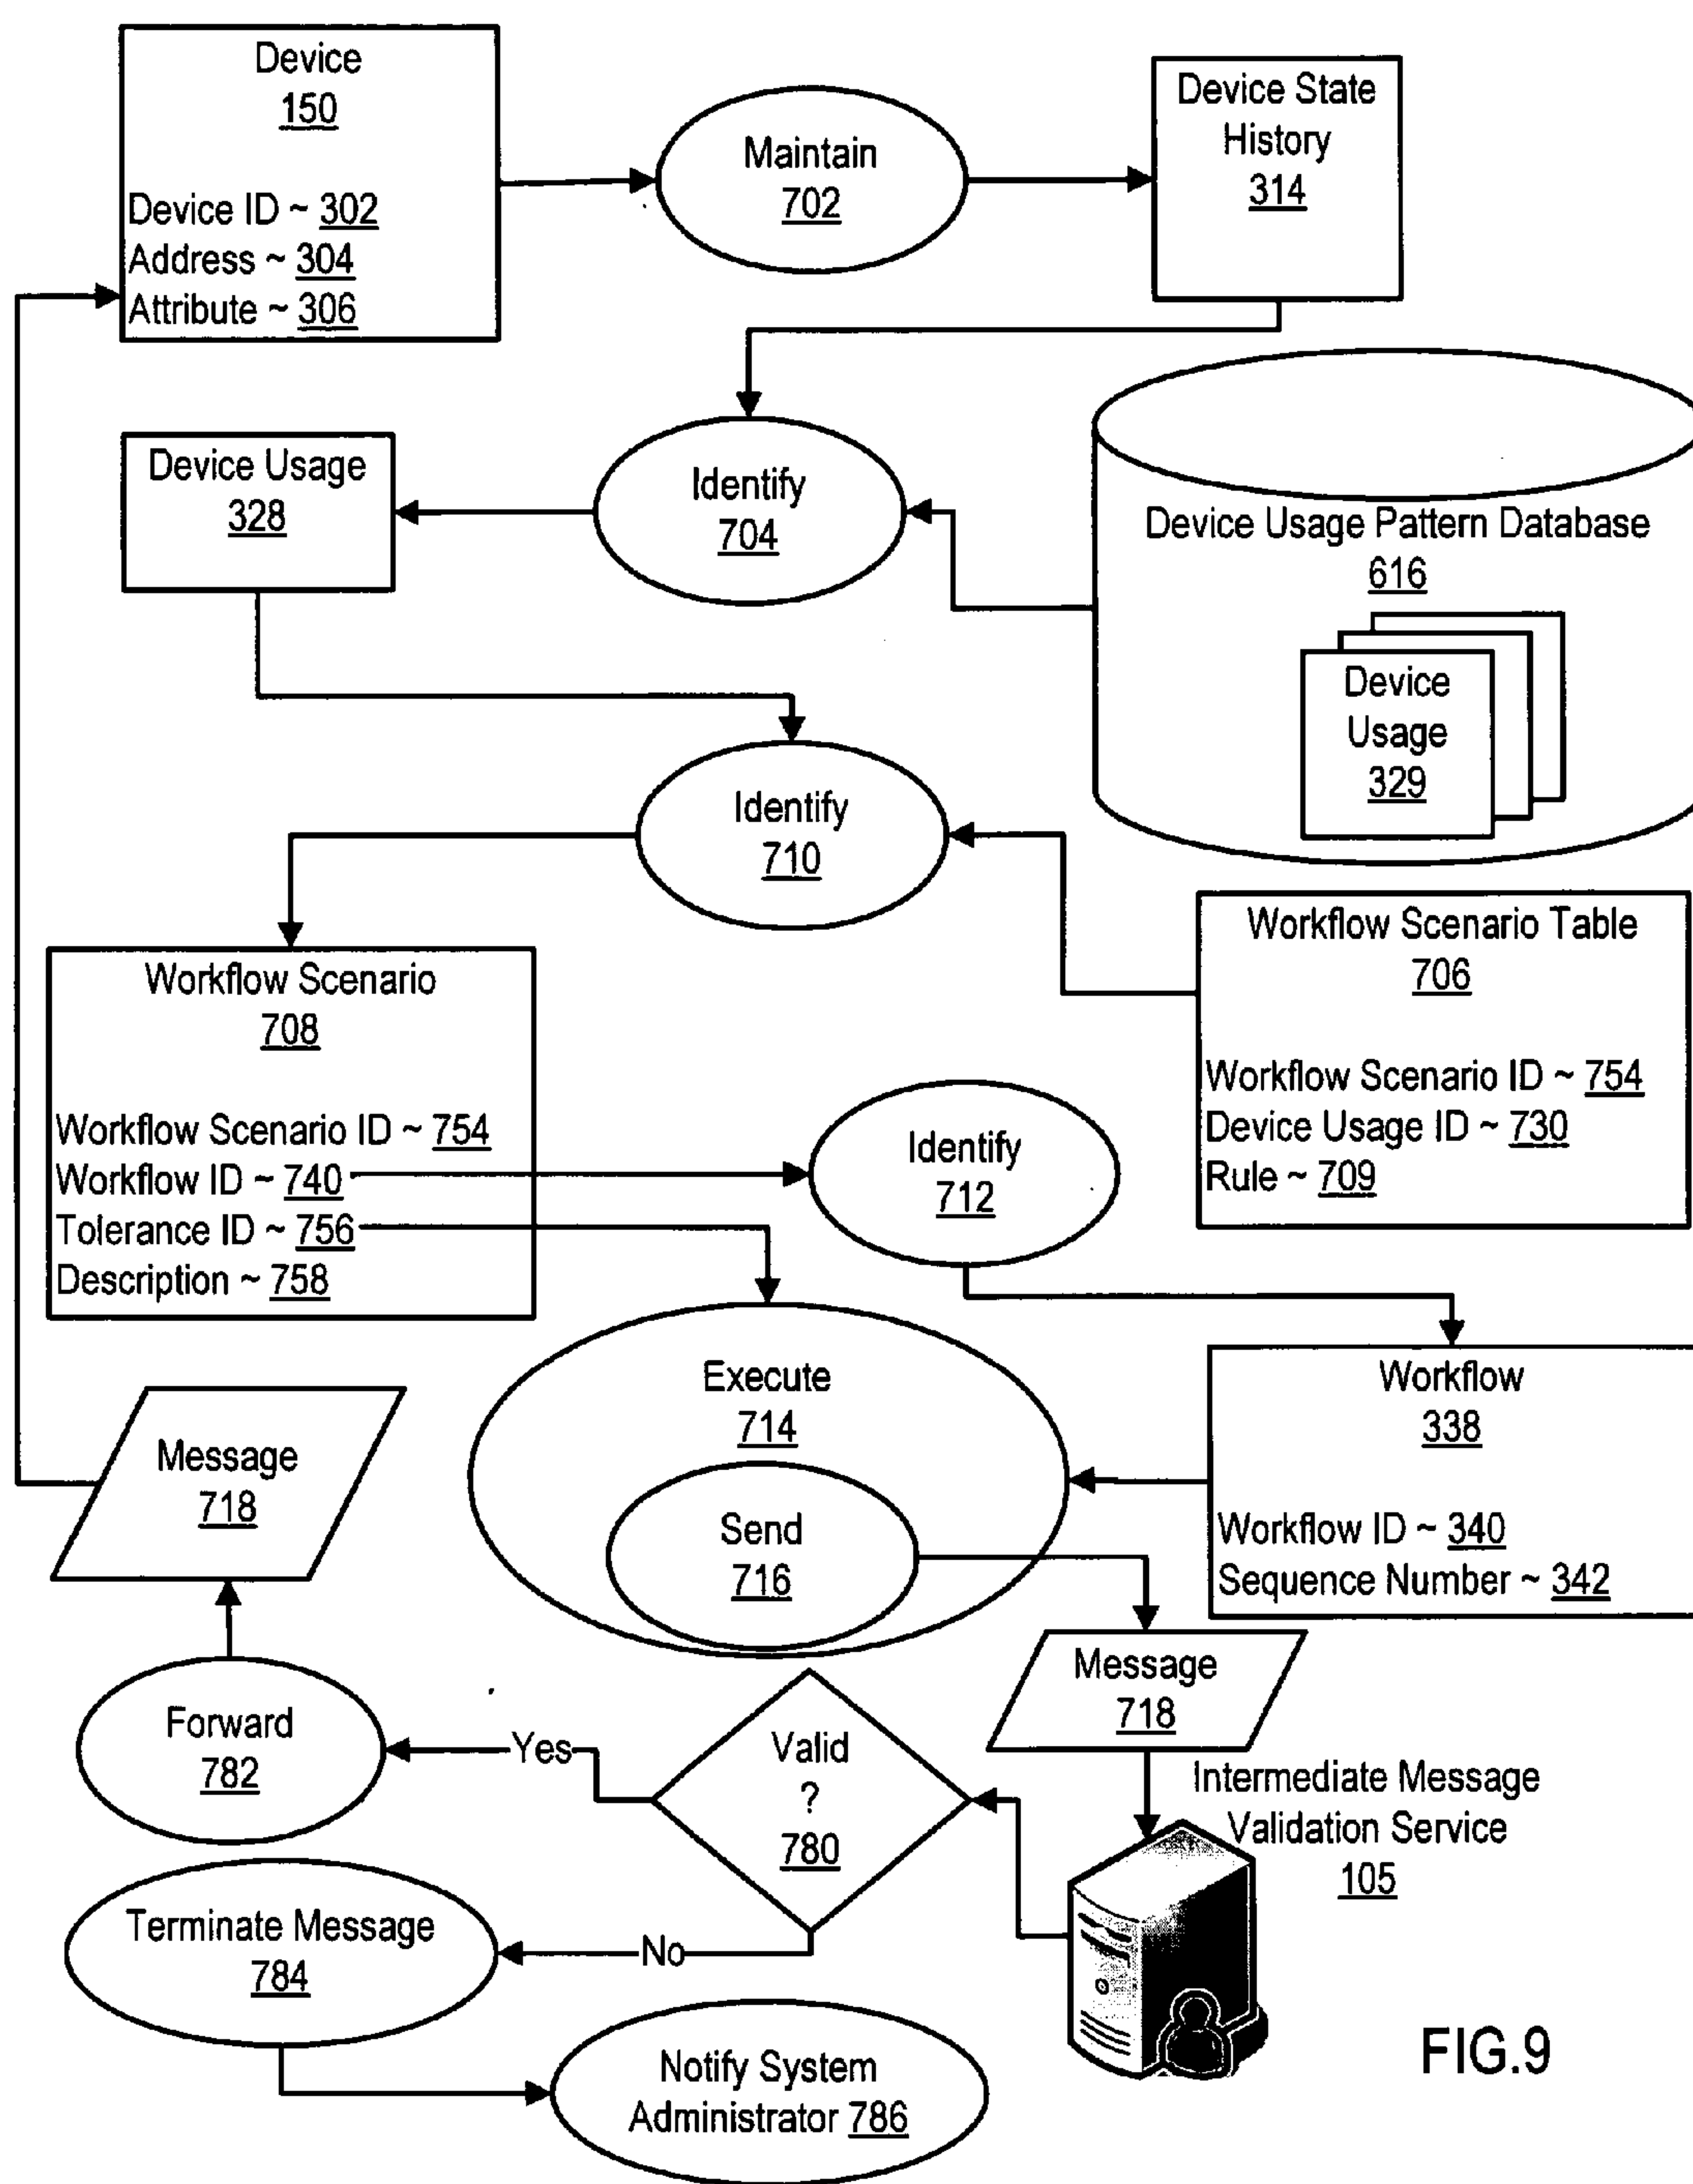 Device
150
Device ID ~ 302
Address ~ 304
Attribute ~ 306
Maintain
702
Device State
History
314
Device Usage
328
Identify
704
Device Usage Pattern Database
616
Device
Usage
329
Identify
710
Workflow Scenario Table
706
Workflow Scenario ID ~ 754
Device Usage ID ~ 730
Rule ~ 709
Workflow Scenario
708
Workflow Scenario ID ~ 754
Workflow ID ~ 740
Tolerance ID ~ 756
Description ~ 758
Identify
712
Execute
714
Send
716
Workflow
338
Workflow ID ~ 340
Sequence Number ~ 342
Message
718
Message
718
Forward
782
Yes
Valid
?
780
Intermediate Message
Validation Service
105
Terminate Message
784
No
Notify System
Administrator 786
FIG.9